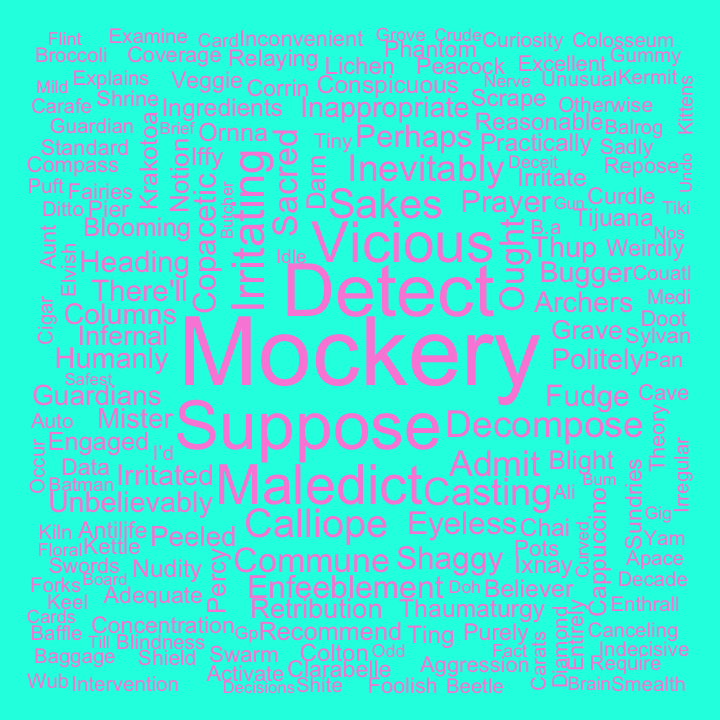 Flint Examine Card Inconvenient Grove Crude Curiosity Colosseum
Broccoli Coverage Relaying Phantom Excellent Gummy
Mild Explains Veggie Corrin Lichen Peacock Nerve Unusual Kermit
Carafe Shrine Ingredients Conspicuous Scrape Otherwise Kittens
Guardian Brief Ornna Inappropriate Reasonable Balrog
Standard Krakotoa Notion Iffy Tiny Perhaps Practically Sadly
Compass Sacred Dam Inevitably Deceit Repose Undo
Puft Fairies Copacetic Butcher Irritating Sakes Irritate Curdle
Ditto Pier Prayer Gun Tijuana Tiki
Blooming Vicious Ought B.a Nos
Aunt Elvish Heading Idle Thup Weirdly
There'll Detect Bugger Couatl
Cigar Columns Archers Medi
Infernal Mockery Grave Doot Sylvan
Humanly Politely Pan
Safest
Guardians Fudge Cave
Auto Mister Suppose Decompose Theory
Occur Engaged I'd Admit Blight Irregular
Data Irritated Maledict Casting Ali Bum
Batman Unbelievably Sundries Gig
Kiln Antilife Peeled Calliope Eyeless Chai Curved Cappuccino Yam
Floral Kettle Percy Commune Shaggy Pots Ixnay Apace
Swords Board Nudity Enfeeblement Doh Believer Decade
Forks Keel Adequate Retribution Thaumaturgy Enthrall
Cards Concentration Gp Recommend Ting Purely Entirely Diamond Canceling
Baffle Till Blindness Colton Odd Fact Carats Indecisive
Baggage Shield Swarm Clarabelle Aggression Require
Wub Intervention Activate Decisions Shite Foolish Beetle Brain Smealth